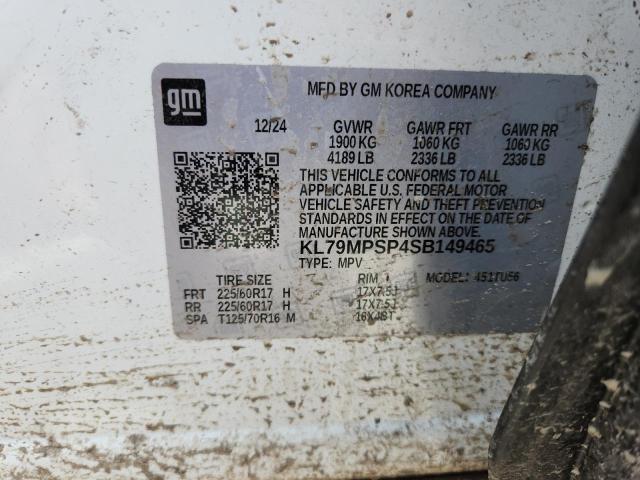 gm
MFD BY GM KOREA COMPANY
12/24 GVWR GAWR FRT GAWR RR
1900 KG 1060 KG 1060 KG
4189 LB 2336 LB 2336 LB
THIS VEHICLE CONFORMS TO ALL
APPLICABLE U.S. FEDERAL MOTOR
VEHICLE SAFETY AND THEFT PREVENTION
STANDARDS IN EFFECT ON THE DATE OF
MANUFACTURE SHOWN ABOVE.
KL79MPSP4SB149465
TYPE: MPV
TIRE SIZE RIM MODEL: 451TU56
FRT 225/60R17 H 17X7.5J
RR 225/60R17 H 17X7.5J
SPA T125/70R16 M 16X4BT